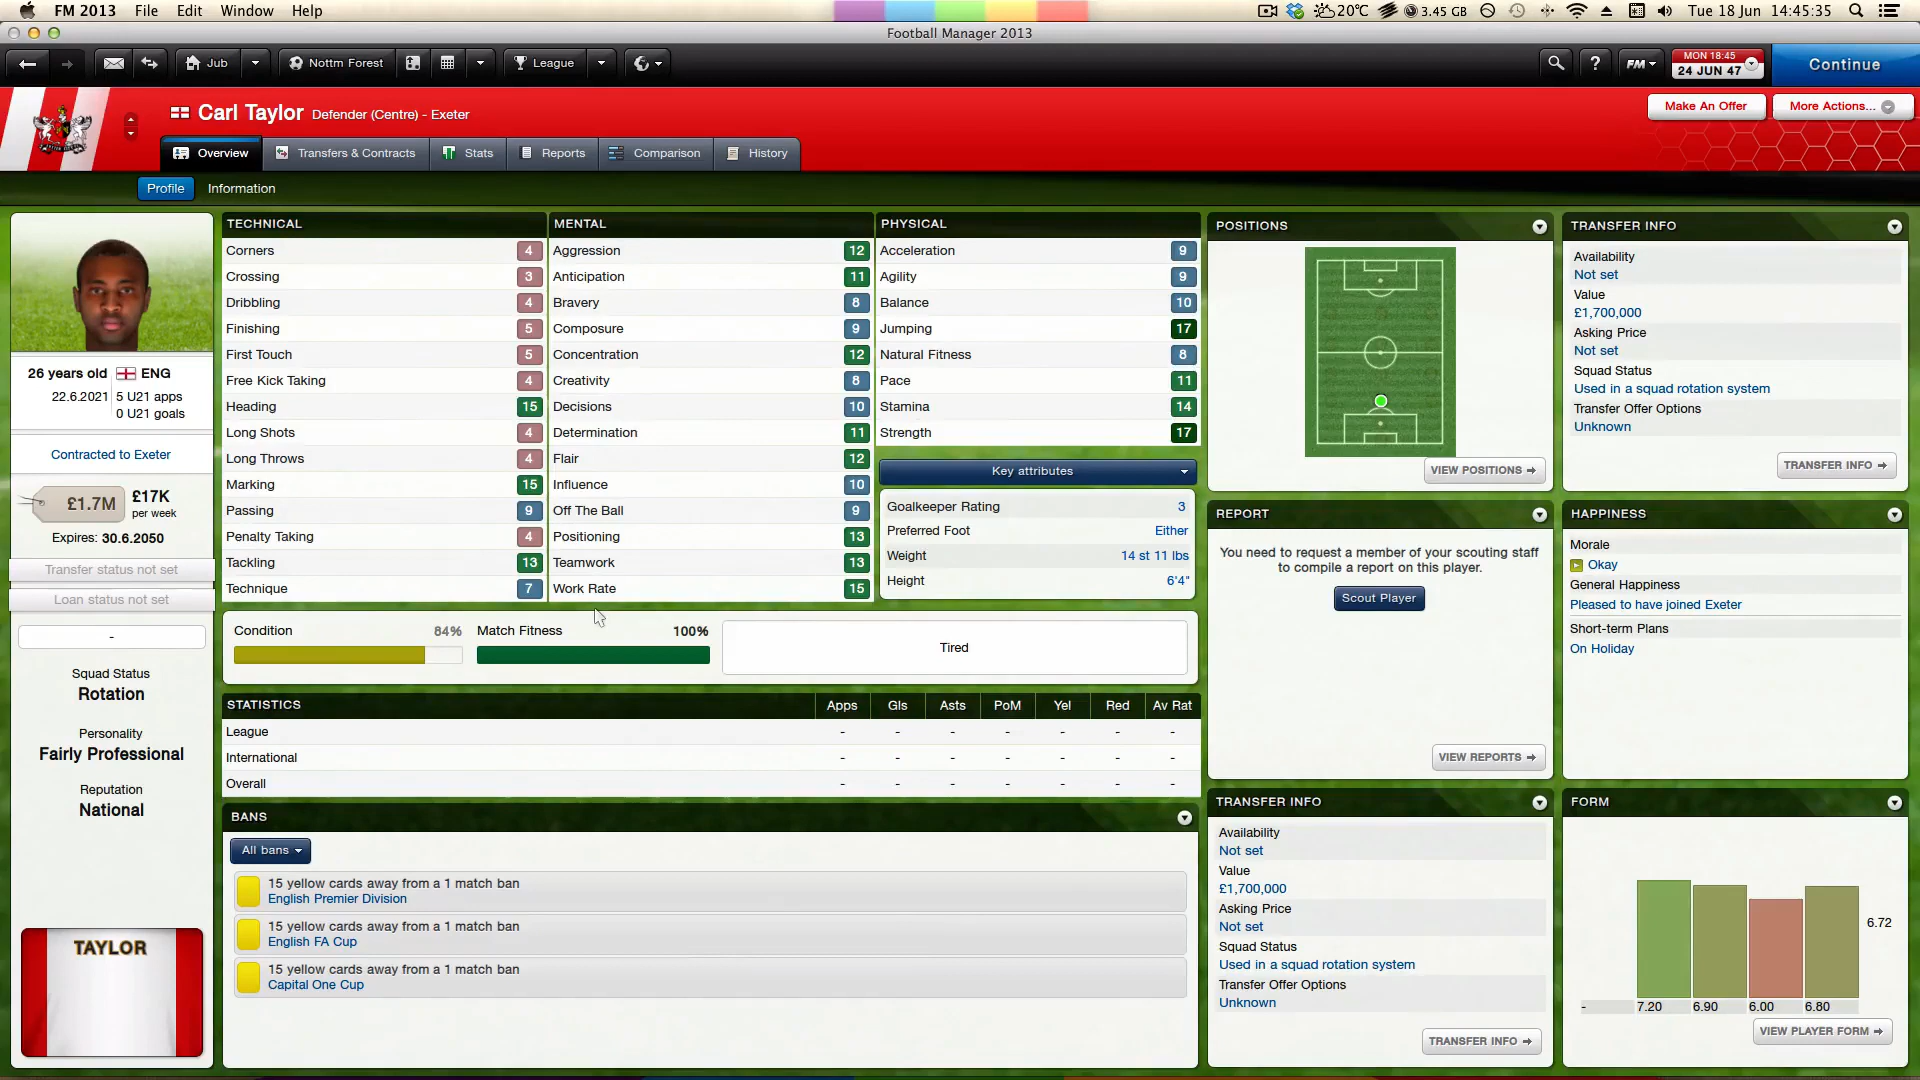 FM 2013 File Edit Window Help 20°C 3.45 GB Tue 18 Jun 14:45:35
Football Manager 2013
Jub Nottm Forest League ? FM MON 18:45 24 JUN 47 Continue
Carl Taylor Defender (Centre) - Exeter Make An Offer More Actions...
Overview Transfers & Contracts Stats Reports Comparison History
Profile Information
26 years old ENG
22.6.2021 5 U21 apps
0 U21 goals
Contracted to Exeter
£1.7M £17K
per week
Expires: 30.6.2050
Transfer status not set
Loan status not set
-
Squad Status
Rotation
Personality
Fairly Professional
Reputation
National
TAYLOR
TECHNICAL
Corners 4
Crossing 3
Dribbling 4
Finishing 5
First Touch 5
Free Kick Taking 4
Heading 15
Long Shots 4
Long Throws 4
Marking 15
Passing 9
Penalty Taking 4
Tackling 13
Technique 7
MENTAL
Aggression 12
Anticipation 11
Bravery 8
Composure 9
Concentration 12
Creativity 8
Decisions 10
Determination 11
Flair 12
Influence 10
Off The Ball 9
Positioning 13
Teamwork 13
Work Rate 15
PHYSICAL
Acceleration 9
Agility 9
Balance 10
Jumping 17
Natural Fitness 8
Pace 11
Stamina 14
Strength 17
Key attributes
Goalkeeper Rating 3
Preferred Foot Either
Weight 14 st 11 lbs
Height 6'4"
Condition 84% Match Fitness 100% Tired
STATISTICS Apps Gls Asts PoM Yel Red Av Rat
League - - - - - - -
International - - - - - - -
Overall - - - - - - -
BANS
All bans
15 yellow cards away from a 1 match ban
English Premier Division
15 yellow cards away from a 1 match ban
English FA Cup
15 yellow cards away from a 1 match ban
Capital One Cup
POSITIONS
VIEW POSITIONS
REPORT
You need to request a member of your scouting staff
to compile a report on this player.
Scout Player
VIEW REPORTS
TRANSFER INFO
Availability
Not set
Value
£1,700,000
Asking Price
Not set
Squad Status
Used in a squad rotation system
Transfer Offer Options
Unknown
TRANSFER INFO
TRANSFER INFO
Availability
Not set
Value
£1,700,000
Asking Price
Not set
Squad Status
Used in a squad rotation system
Transfer Offer Options
Unknown
TRANSFER INFO
HAPPINESS
Morale
Okay
General Happiness
Pleased to have joined Exeter
Short-term Plans
On Holiday
FORM
6.72
- 7.20 6.90 6.00 6.80
VIEW PLAYER FORM